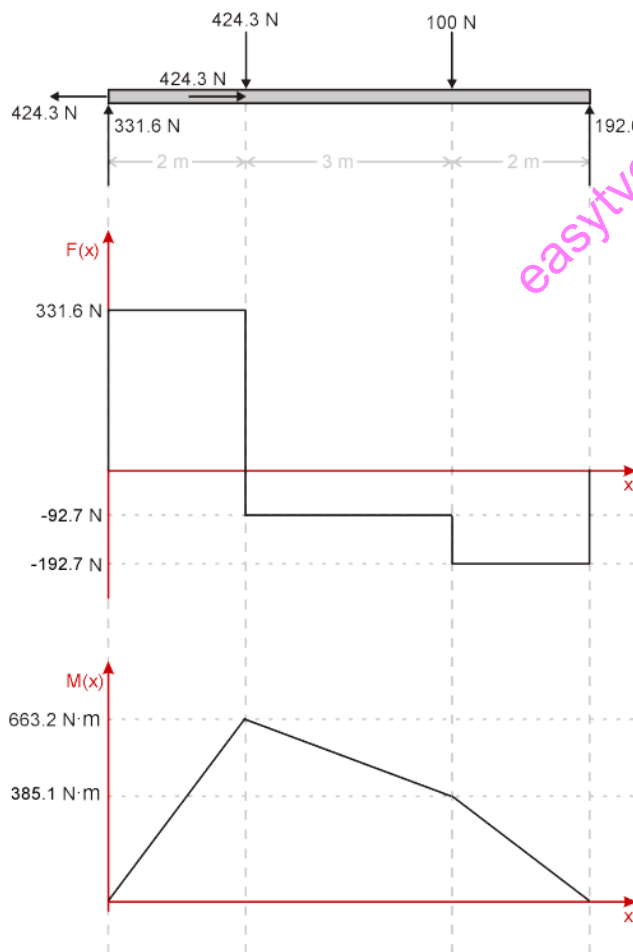 424.3 N
100 N
424.3 N
424.3 N
331.6 N
2 m
3 m
2 m
F(x)
331.6 N
x
-92.7 N
-192.7 N
M(x)
663.2 N·m
385.1 N·m
x